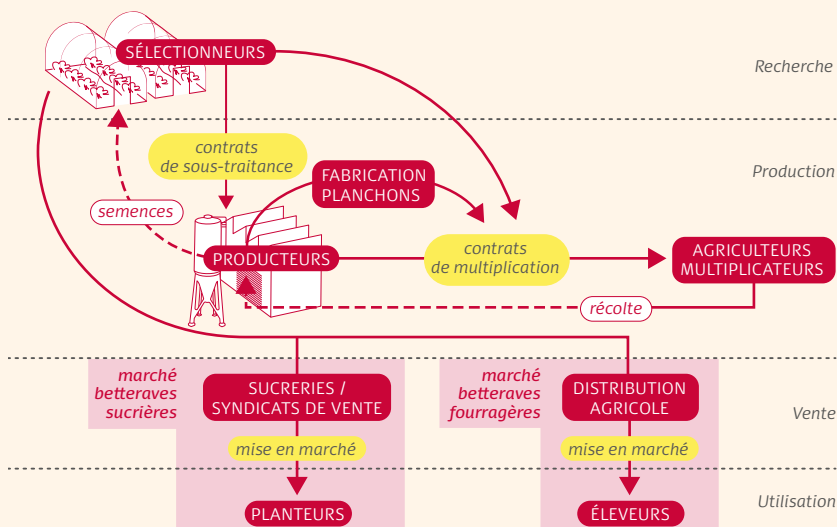 SÉLECTIONNEURS
Recherche
contrats
de sous-traitance
Production
FABRICATION
PLANCHONS
semences
PRODUCTEURS
contrats
de multiplication
AGRICULTEURS
MULTIPLICATEURS
récolte
marché
betteraves
sucrières
SUCRERIES /
SYNDICATS DE VENTE
marché
betteraves
fourragères
DISTRIBUTION
AGRICOLE
Vente
mise en marché
mise en marché
PLANTEURS
ÉLEVEURS
Utilisation